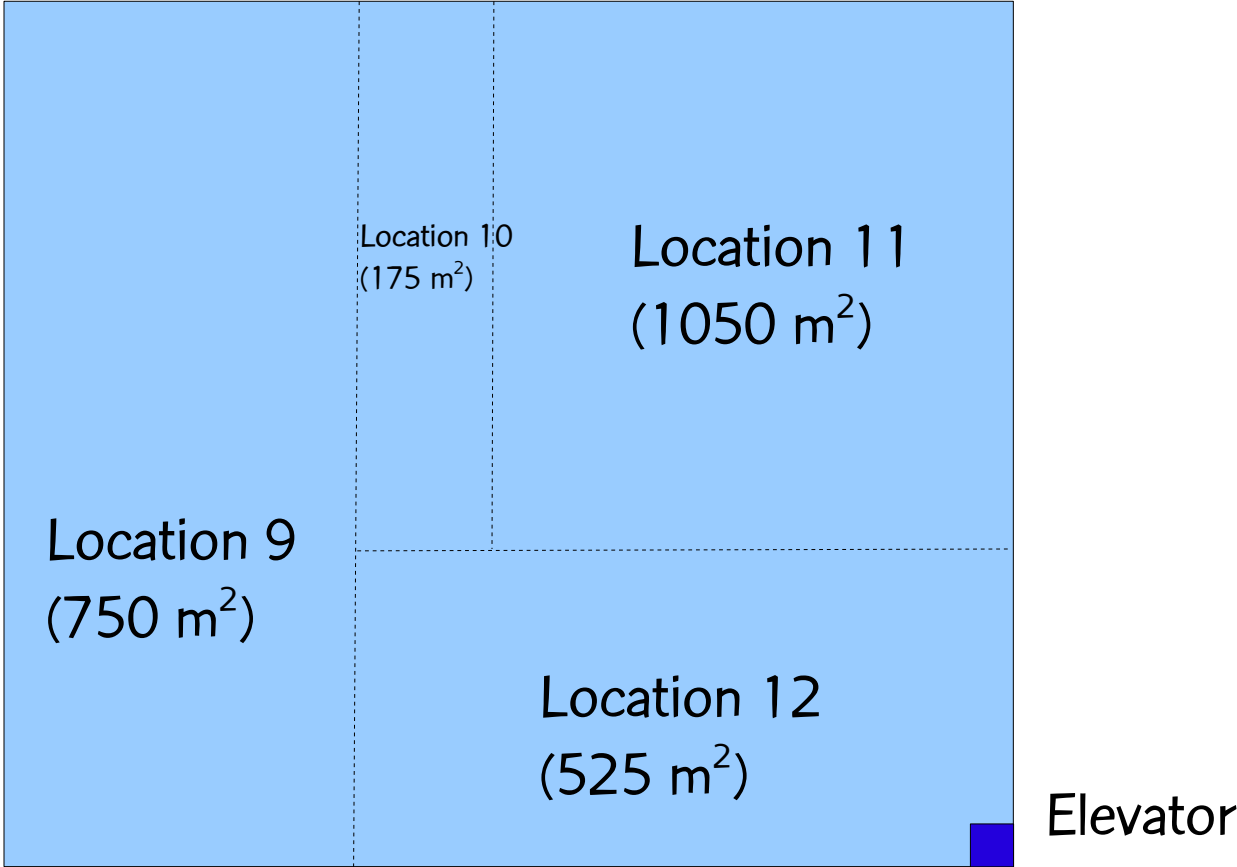 Location 10
(175 m²)
Location 11
(1050 m²)
Location 9
(750 m²)
Location 12
(525 m²)
Elevator